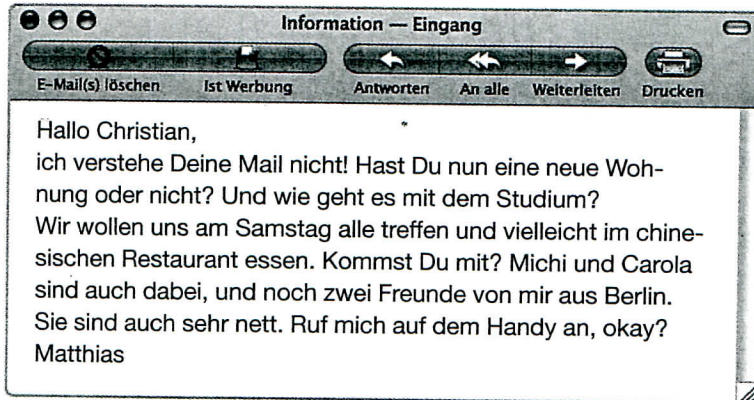 Information — Eingang
E-Mail(s) löschen Ist Werbung Antworten An alle Weiterleiten Drucken
Hallo Christian,
ich verstehe Deine Mail nicht! Hast Du nun eine neue Woh-
nung oder nicht? Und wie geht es mit dem Studium?
Wir wollen uns am Samstag alle treffen und vielleicht im chine-
sischen Restaurant essen. Kommst Du mit? Michi und Carola
sind auch dabei, und noch zwei Freunde von mir aus Berlin.
Sie sind auch sehr nett. Ruf mich auf dem Handy an, okay?
Matthias